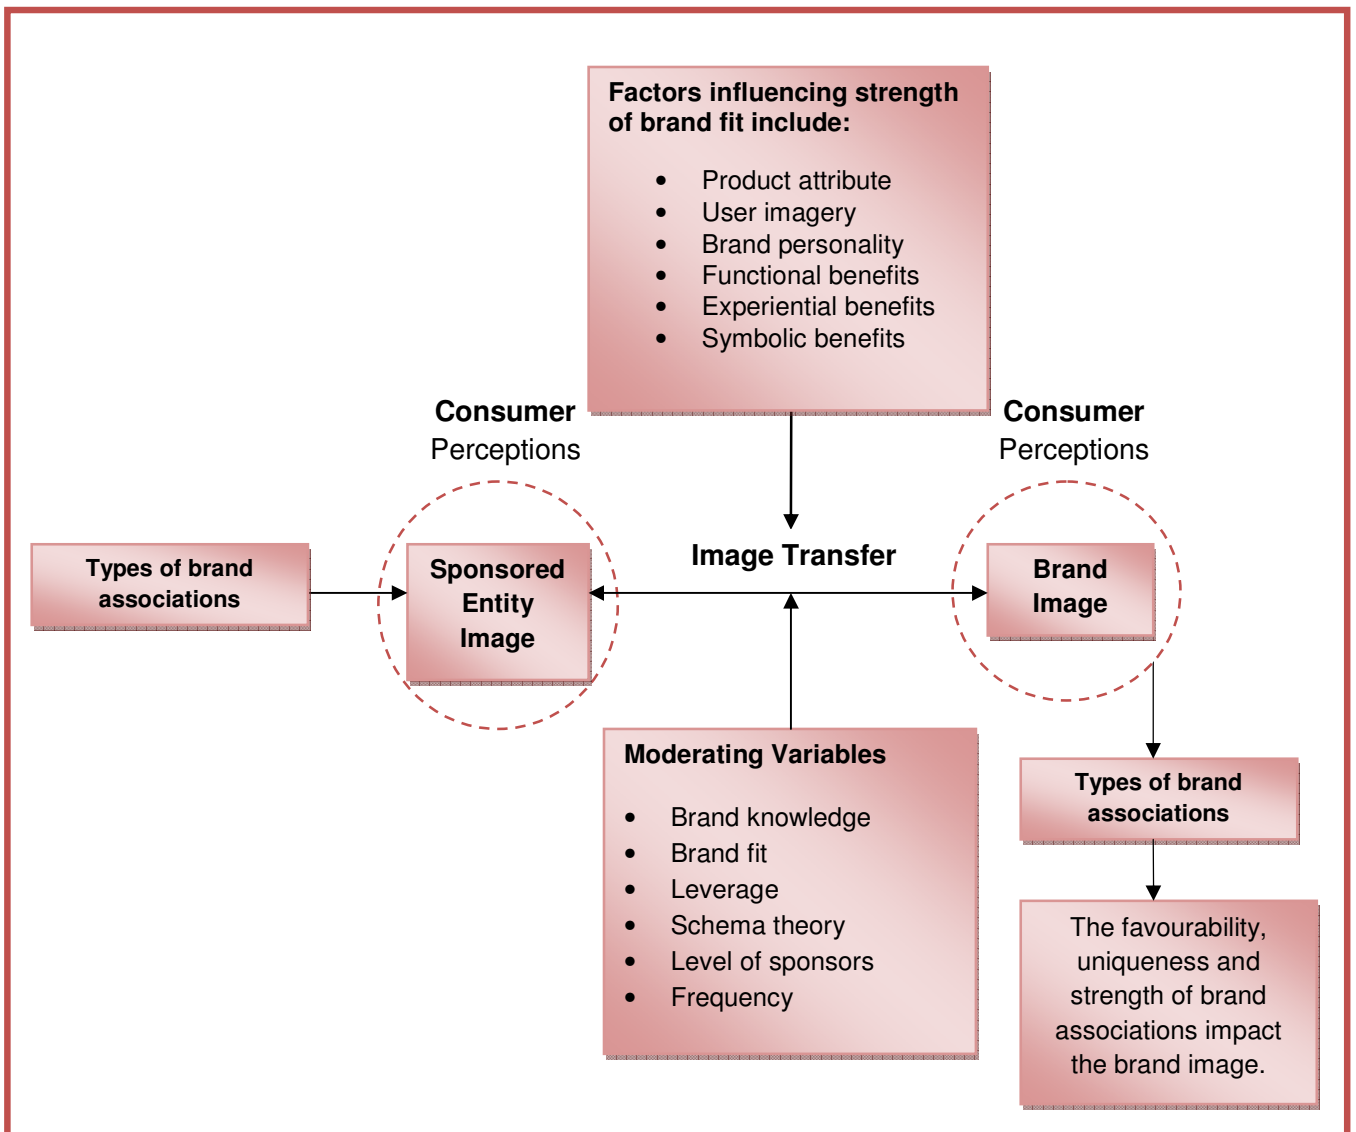 Factors influencing strength
of brand fit include:
• Product attribute
• User imagery
• Brand personality
• Functional benefits
• Experiential benefits
• Symbolic benefits
Consumer
Perceptions
Consumer
Perceptions
Types of brand
associations
Sponsored
Entity
Image
Image Transfer
Brand
Image
Moderating Variables
• Brand knowledge
• Brand fit
• Leverage
• Schema theory
• Level of sponsors
• Frequency
Types of brand
associations
The favourability,
uniqueness and
strength of brand
associations impact
the brand image.